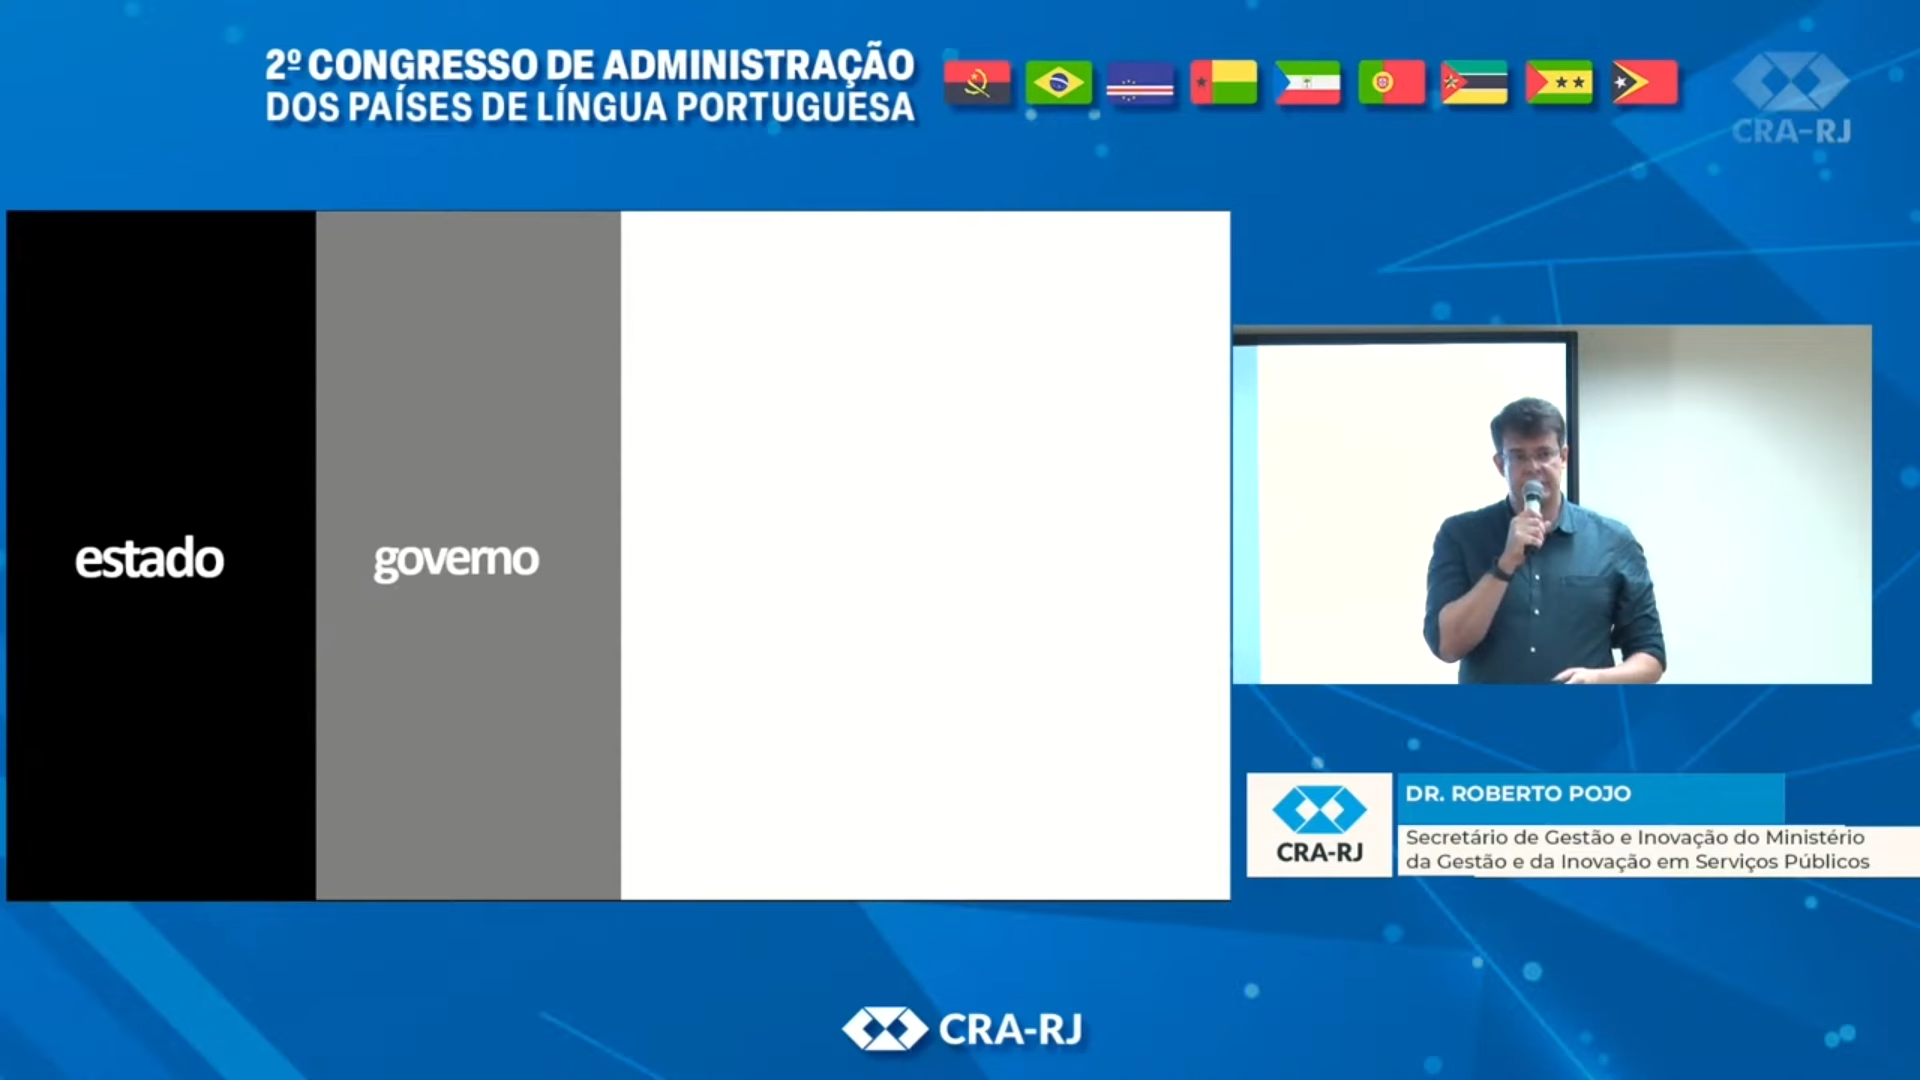 2º CONGRESSO DE ADMINISTRAÇÃO
DOS PAÍSES DE LÍNGUA PORTUGUESA
CRA-RJ
estado
governo
DR. ROBERTO POJO
Secretário de Gestão e Inovação do Ministério
da Gestão e da Inovação em Serviços Públicos
CRA-RJ
CRA-RJ